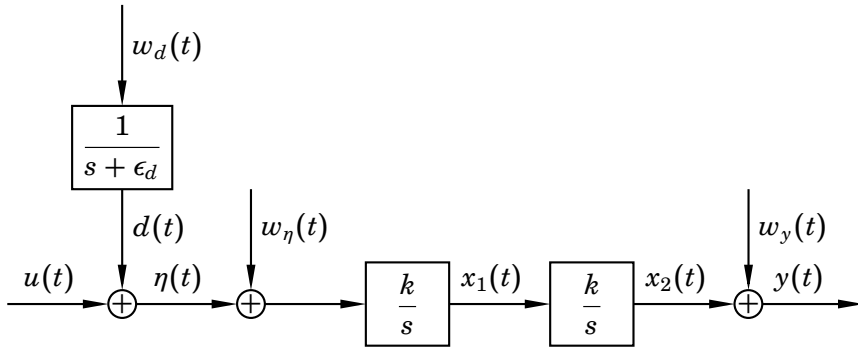 w_d(t)
1
s + ϵ_d
d(t)
w_η(t)
w_y(t)
u(t)
η(t)
k
s
x_1(t)
k
s
x_2(t)
y(t)